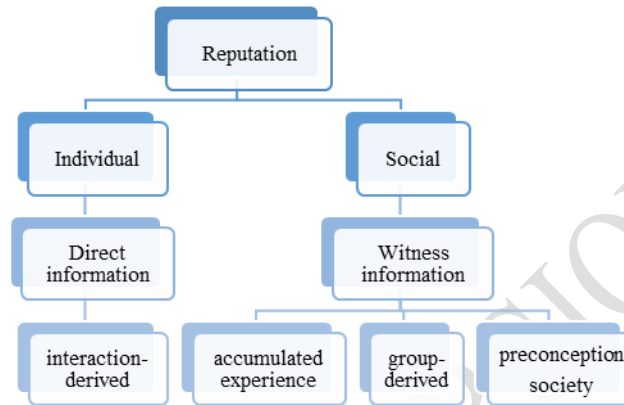 Reputation
Individual
Social
Direct
information
Witness
information
interaction-
derived
accumulated
experience
group-
derived
preconception
society